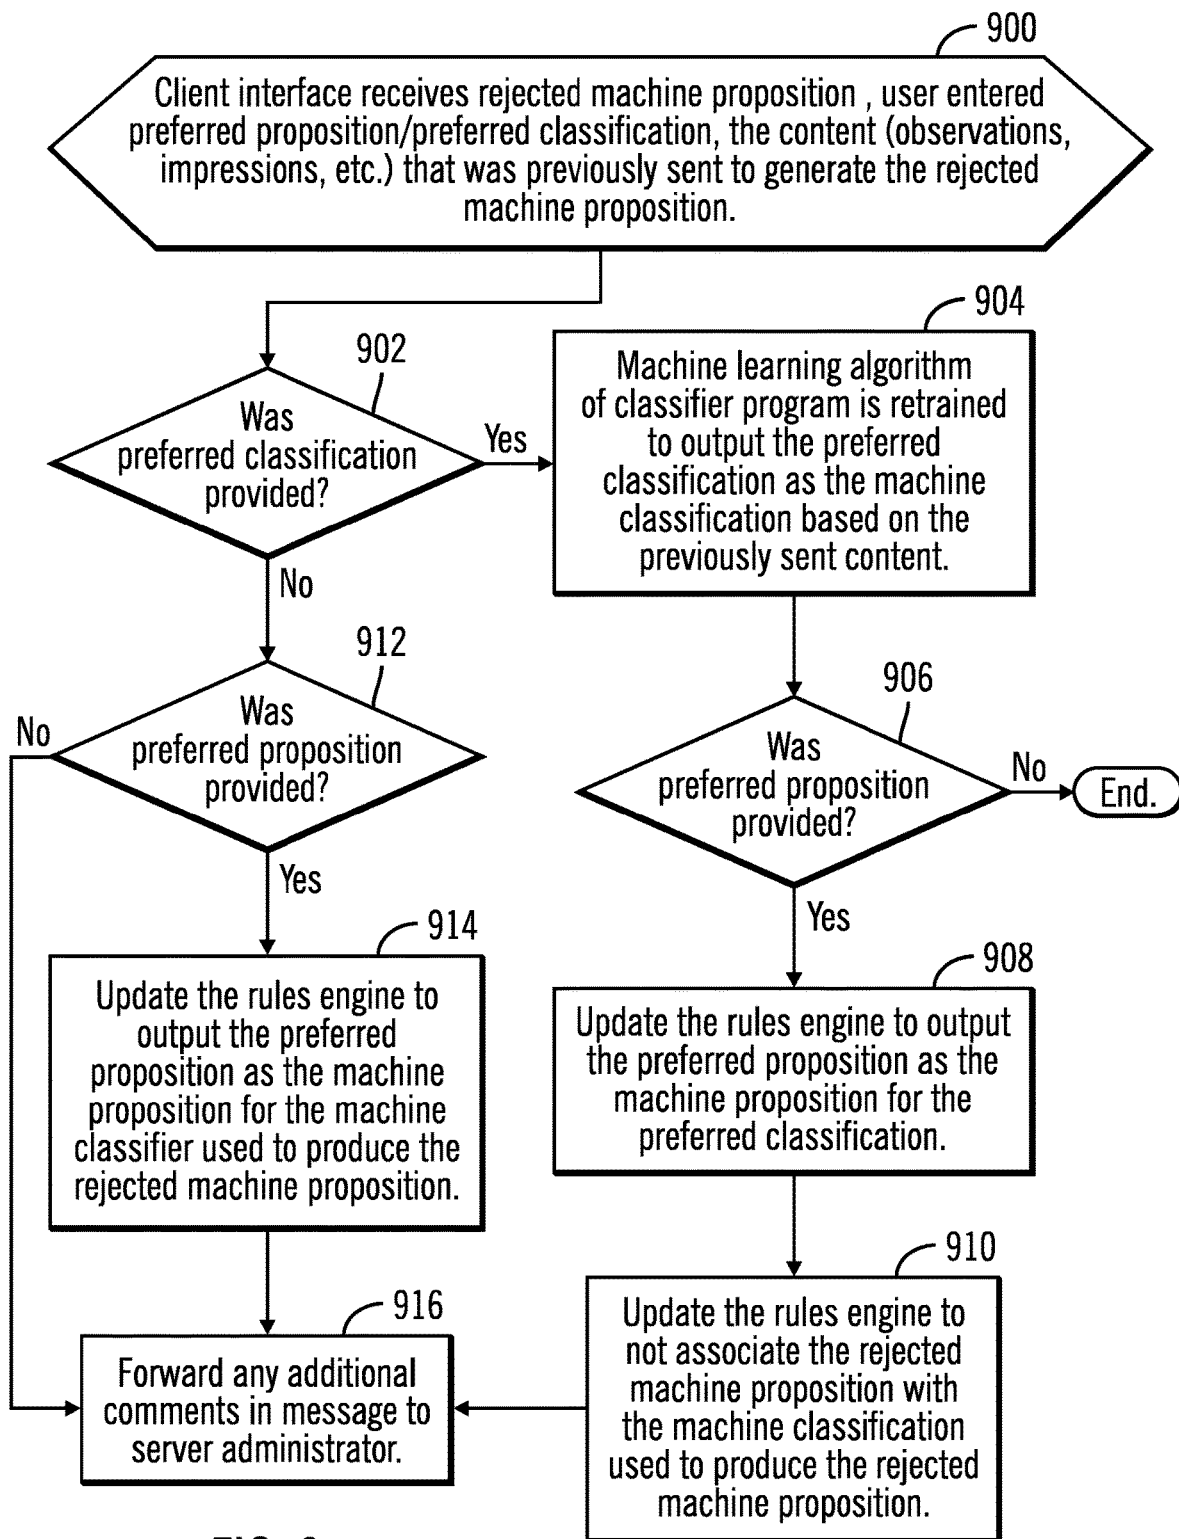 900
Client interface receives rejected machine proposition , user entered
preferred proposition/preferred classification, the content (observations,
impressions, etc.) that was previously sent to generate the rejected
machine proposition.
902
Was
preferred classification
provided?
Yes
No
904
Machine learning algorithm
of classifier program is retrained
to output the preferred
classification as the machine
classification based on the
previously sent content.
912
Was
preferred proposition
provided?
No
Yes
906
Was
preferred proposition
provided?
No
End.
Yes
914
Update the rules engine to
output the preferred
proposition as the machine
proposition for the machine
classifier used to produce the
rejected machine proposition.
908
Update the rules engine to output
the preferred proposition as the
machine proposition for the
preferred classification.
910
Update the rules engine to
not associate the rejected
machine proposition with
the machine classification
used to produce the rejected
machine proposition.
916
Forward any additional
comments in message to
server administrator.